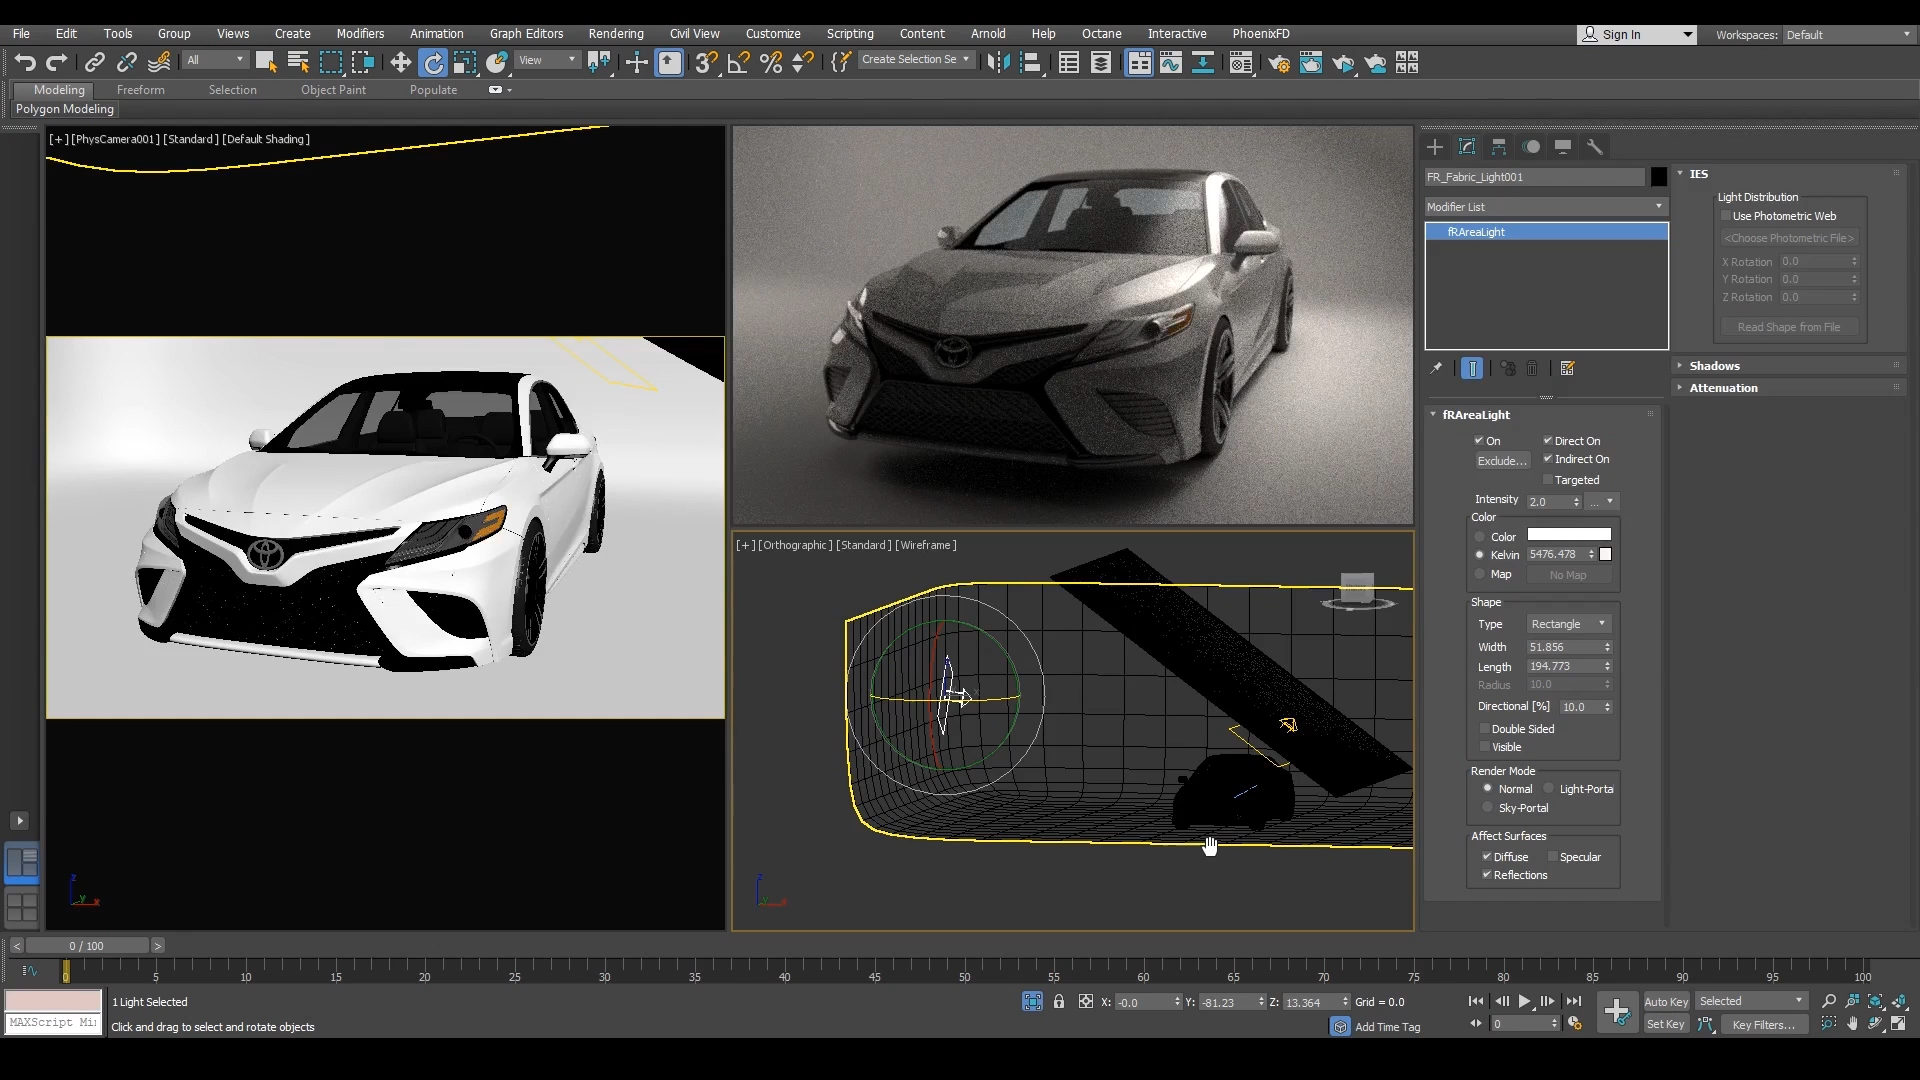 File Edit Tools Group Views Create Modifiers Animation Graph Editors Rendering Civil View Customize Scripting Content Arnold Help Octane Interactive PhoenixFD
Sign In
Workspaces: Default
All
View
Create Selection Se
Modeling Freeform Selection Object Paint Populate
Polygon Modeling
[+] [PhysCamera001] [Standard] [Default Shading]
[+] [Orthographic] [Standard] [Wireframe]
z
y
x
z
y
x
FR_Fabric_Light001
Modifier List
fRAreaLight
fRAreaLight
On
Direct On
Exclude...
Indirect On
Targeted
Intensity 2.0 ...
Color
Color
Kelvin 5476.478
Map No Map
Shape
Type Rectangle
Width 51.856
Length 194.773
Radius 10.0
Directional [%] 10.0
Double Sided
Visible
Render Mode
Normal Light-Portal
Sky-Portal
Affect Surfaces
Diffuse Specular
Reflections
IES
Light Distribution
Use Photometric Web
<Choose Photometric File>
X Rotation 0.0
Y Rotation 0.0
Z Rotation 0.0
Read Shape from File
Shadows
Attenuation
< 0 / 100 >
0 5 10 15 20 25 30 35 40 45 50 55 60 65 70 75 80 85 90 95 100
1 Light Selected
MAXScript Mi
Click and drag to select and rotate objects
X: -0.0 Y: -81.23 Z: 13.364 Grid = 0.0
Add Time Tag
0
Auto Key Selected
Set Key Key Filters...